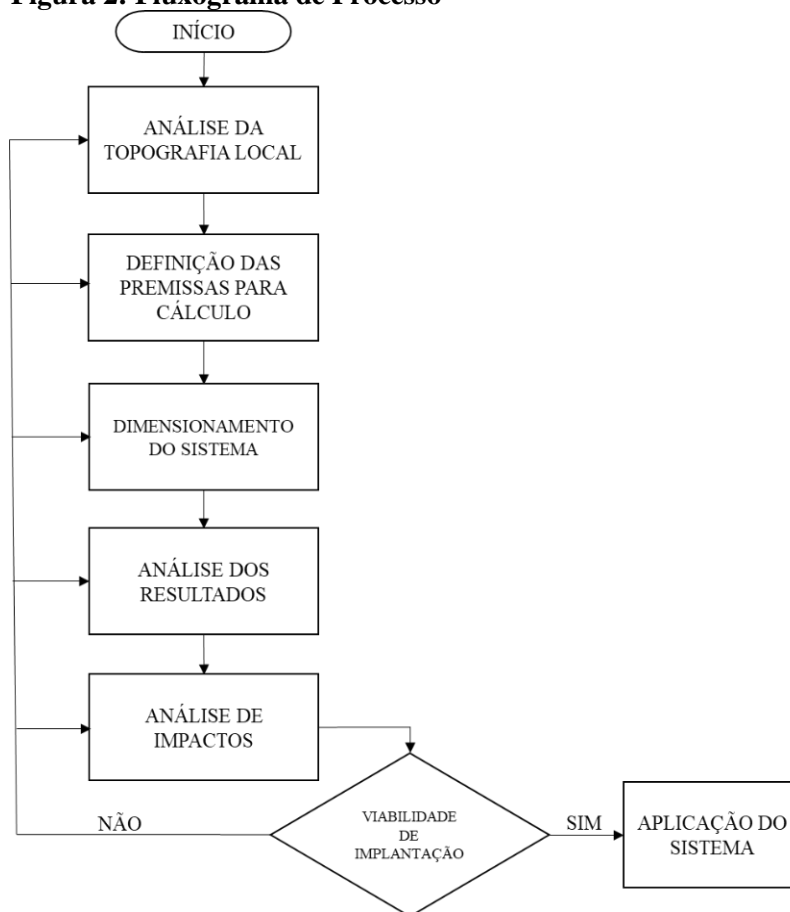 Figura 2: Fluxograma de Processo
INÍCIO
ANÁLISE DA
TOPOGRAFIA LOCAL
DEFINIÇÃO DAS
PREMISSAS PARA
CÁLCULO
DIMENSIONAMENTO
DO SISTEMA
ANÁLISE DOS
RESULTADOS
ANÁLISE DE
IMPACTOS
NÃO
VIABILIDADE
DE
IMPLANTAÇÃO
SIM
APLICAÇÃO DO
SISTEMA